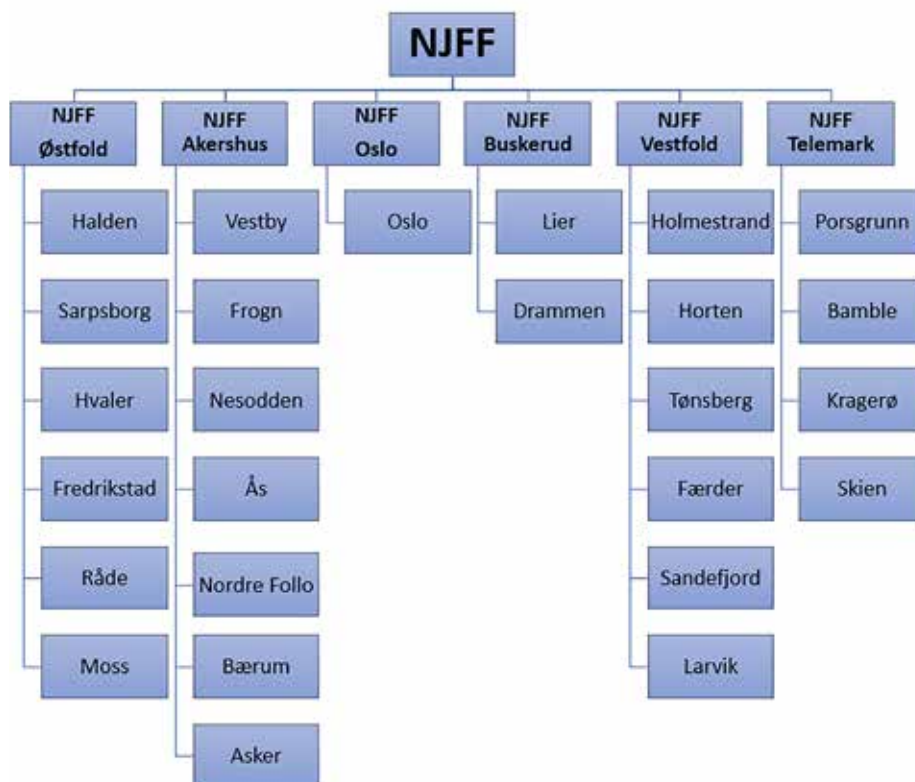 NJFF
NJFF
Østfold
Halden
Sarpsborg
Hvaler
Fredrikstad
Råde
Moss
NJFF
Akershus
Vestby
Frogn
Nesodden
Ås
Nordre Follo
Bærum
Asker
NJFF
Oslo
Oslo
NJFF
Buskerud
Lier
Drammen
NJFF
Vestfold
Holmestrand
Horten
Tønsberg
Færder
Sandefjord
Larvik
NJFF
Telemark
Porsgrunn
Bamble
Kragerø
Skien